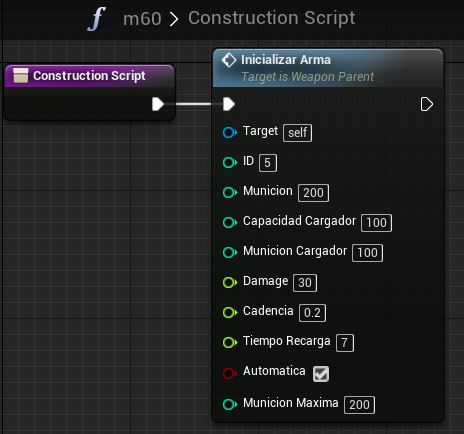 f m60 > Construction Script
Construction Script
Inicializar Arma
Target is Weapon Parent
Target self
ID 5
Municion 200
Capacidad Cargador 100
Municion Cargador 100
Damage 30
Cadencia 0.2
Tiempo Recarga 7
Automatica
Municion Maxima 200